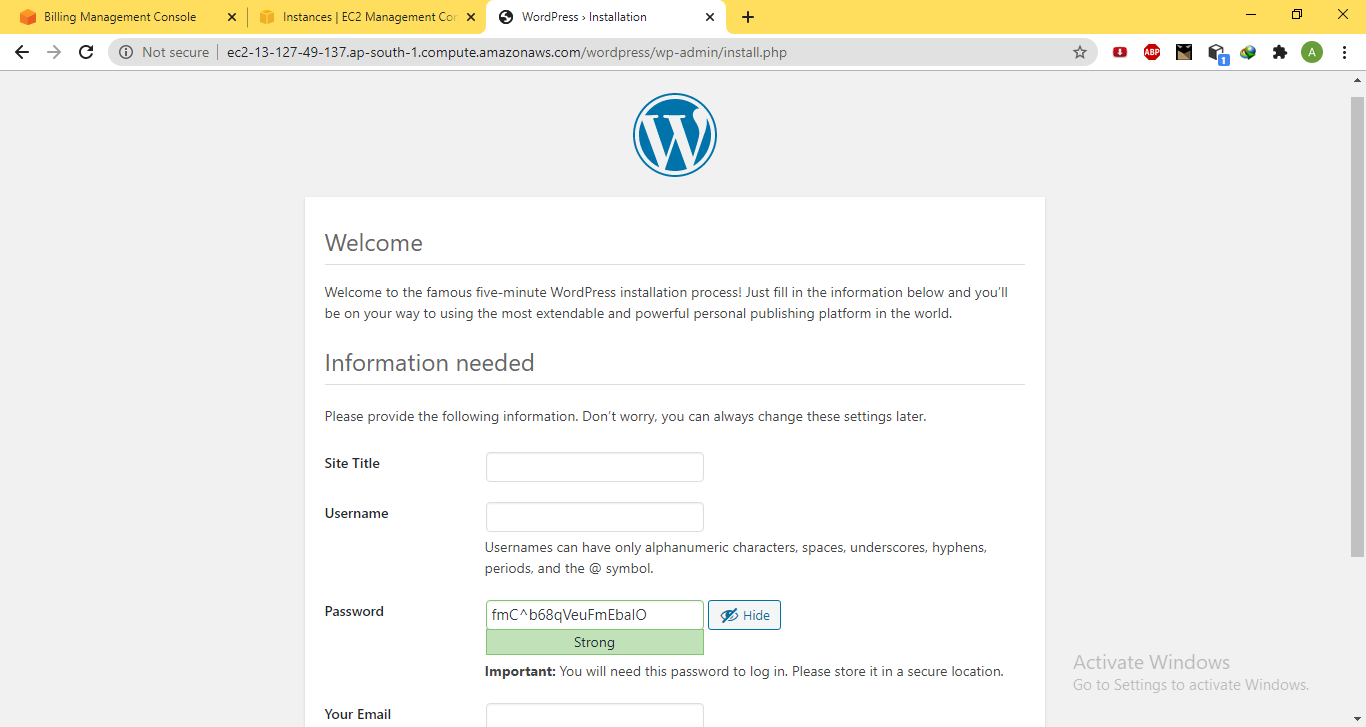 Billing Management Console
Instances | EC2 Management Con
WordPress › Installation
Not secure
ec2-13-127-49-137.ap-south-1.compute.amazonaws.com/wordpress/wp-admin/install.php
ABP
1
A
W
Welcome
Welcome to the famous five-minute WordPress installation process! Just fill in the information below and you’ll
be on your way to using the most extendable and powerful personal publishing platform in the world.
Information needed
Please provide the following information. Don’t worry, you can always change these settings later.
Site Title
Username
Usernames can have only alphanumeric characters, spaces, underscores, hyphens,
periods, and the @ symbol.
Password
fmC^b68qVeuFmEbaIO
Hide
Strong
Important: You will need this password to log in. Please store it in a secure location.
Your Email
Activate Windows
Go to Settings to activate Windows.